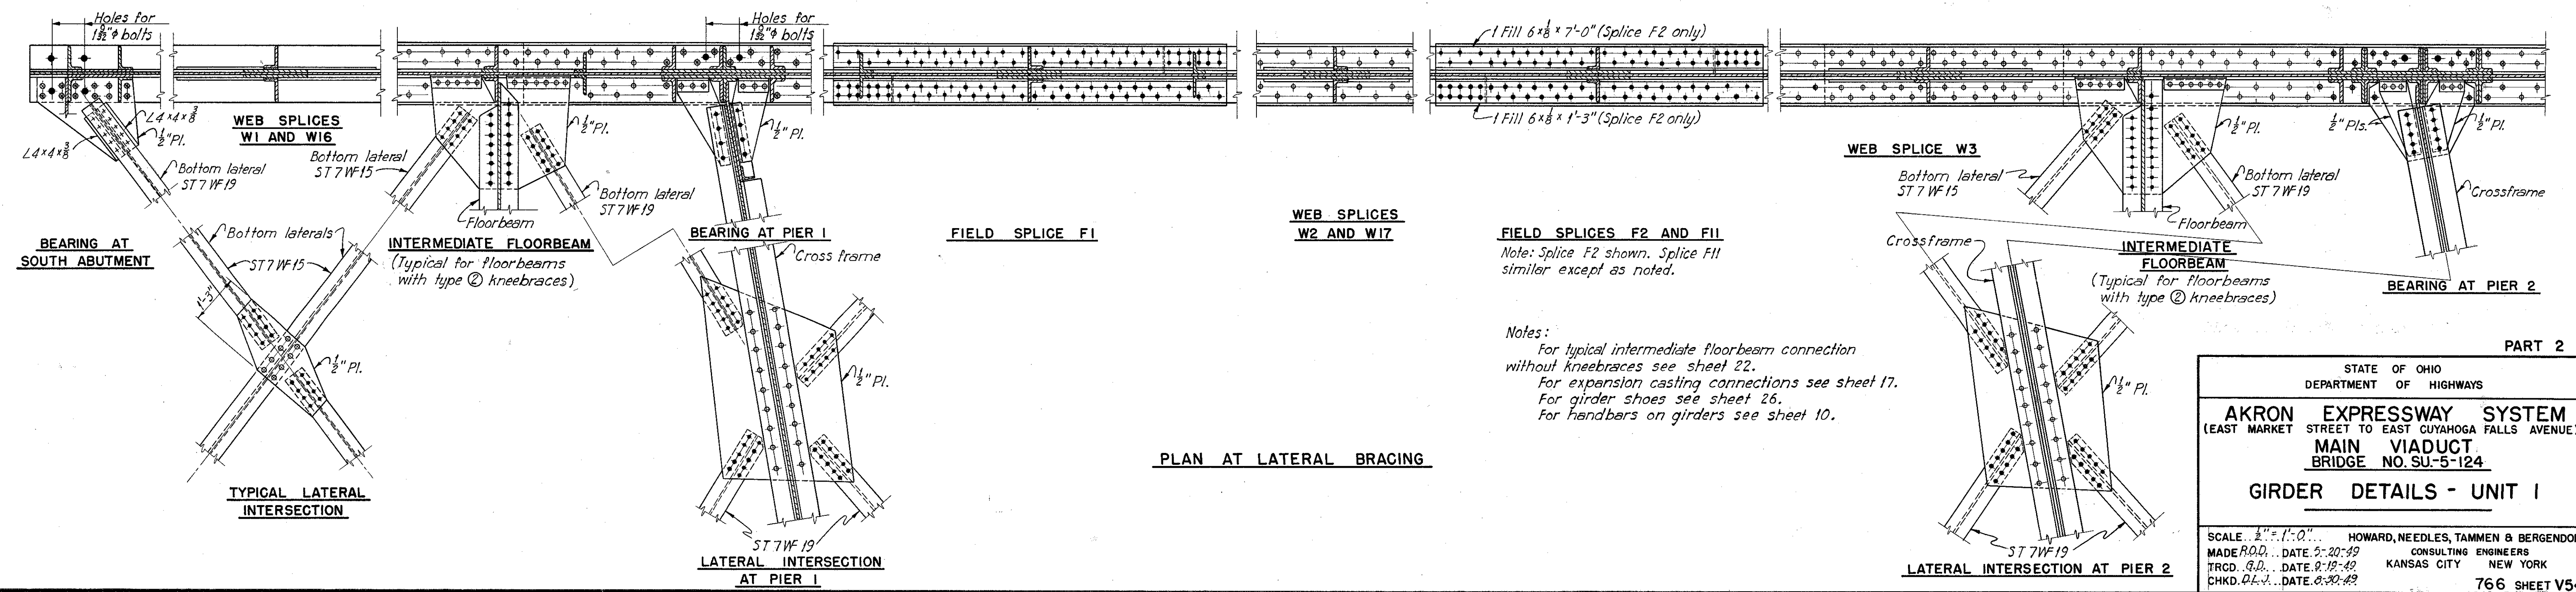 Holes for
1 9/32"φ bolts
L4×4×3/8
L4×4×3/8
1/2" Pl.
Bottom lateral
ST 7 WF 19
BEARING AT
SOUTH ABUTMENT
WEB SPLICES
W1 AND W16
Bottom lateral
ST 7 WF 15
1/2" Pl.
Bottom lateral
ST 7 WF 19
Floorbeam
INTERMEDIATE FLOORBEAM
(Typical for floorbeams
with type ② kneebraces)
Bottom laterals
ST 7 WF 15
1'-3"
1/2" Pl.
TYPICAL LATERAL
INTERSECTION
Holes for
1 9/32"φ bolts
1/2" Pl.
BEARING AT PIER 1
Cross frame
1/2" Pl.
ST 7 WF 19
LATERAL INTERSECTION
AT PIER 1
FIELD SPLICE F1
WEB SPLICES
W2 AND W17
1 Fill 6×1/8 × 7'-0" (Splice F2 only)
1 Fill 6×1/8 × 1'-3" (Splice F2 only)
FIELD SPLICES F2 AND F11
Note: Splice F2 shown. Splice F11
similar except as noted.
Notes:
For typical intermediate floorbeam connection
without kneebraces see sheet 22.
For expansion casting connections see sheet 17.
For girder shoes see sheet 26.
For handbars on girders see sheet 10.
PLAN AT LATERAL BRACING
WEB SPLICE W3
Bottom lateral
ST 7 WF 15
1/2" Pl.
Bottom lateral
ST 7 WF 19
Floorbeam
INTERMEDIATE
FLOORBEAM
(Typical for floorbeams
with type ② kneebraces)
1/2" Pls.
1/2" Pl.
Crossframe
BEARING AT PIER 2
Crossframe
1/2" Pl.
ST 7 WF 19
LATERAL INTERSECTION AT PIER 2
PART 2
STATE OF OHIO
DEPARTMENT OF HIGHWAYS
AKRON EXPRESSWAY SYSTEM
(EAST MARKET STREET TO EAST CUYAHOGA FALLS AVENUE)
MAIN VIADUCT
BRIDGE NO. SU-5-124
GIRDER DETAILS - UNIT 1
SCALE 1/2" = 1'-0" HOWARD, NEEDLES, TAMMEN & BERGENDO
MADE R.O.D. DATE 5-20-49 CONSULTING ENGINEERS
TRCD. G.D. DATE 9-19-49 KANSAS CITY NEW YORK
CHKD. D.L.J. DATE 8-30-49
766 SHEET V5